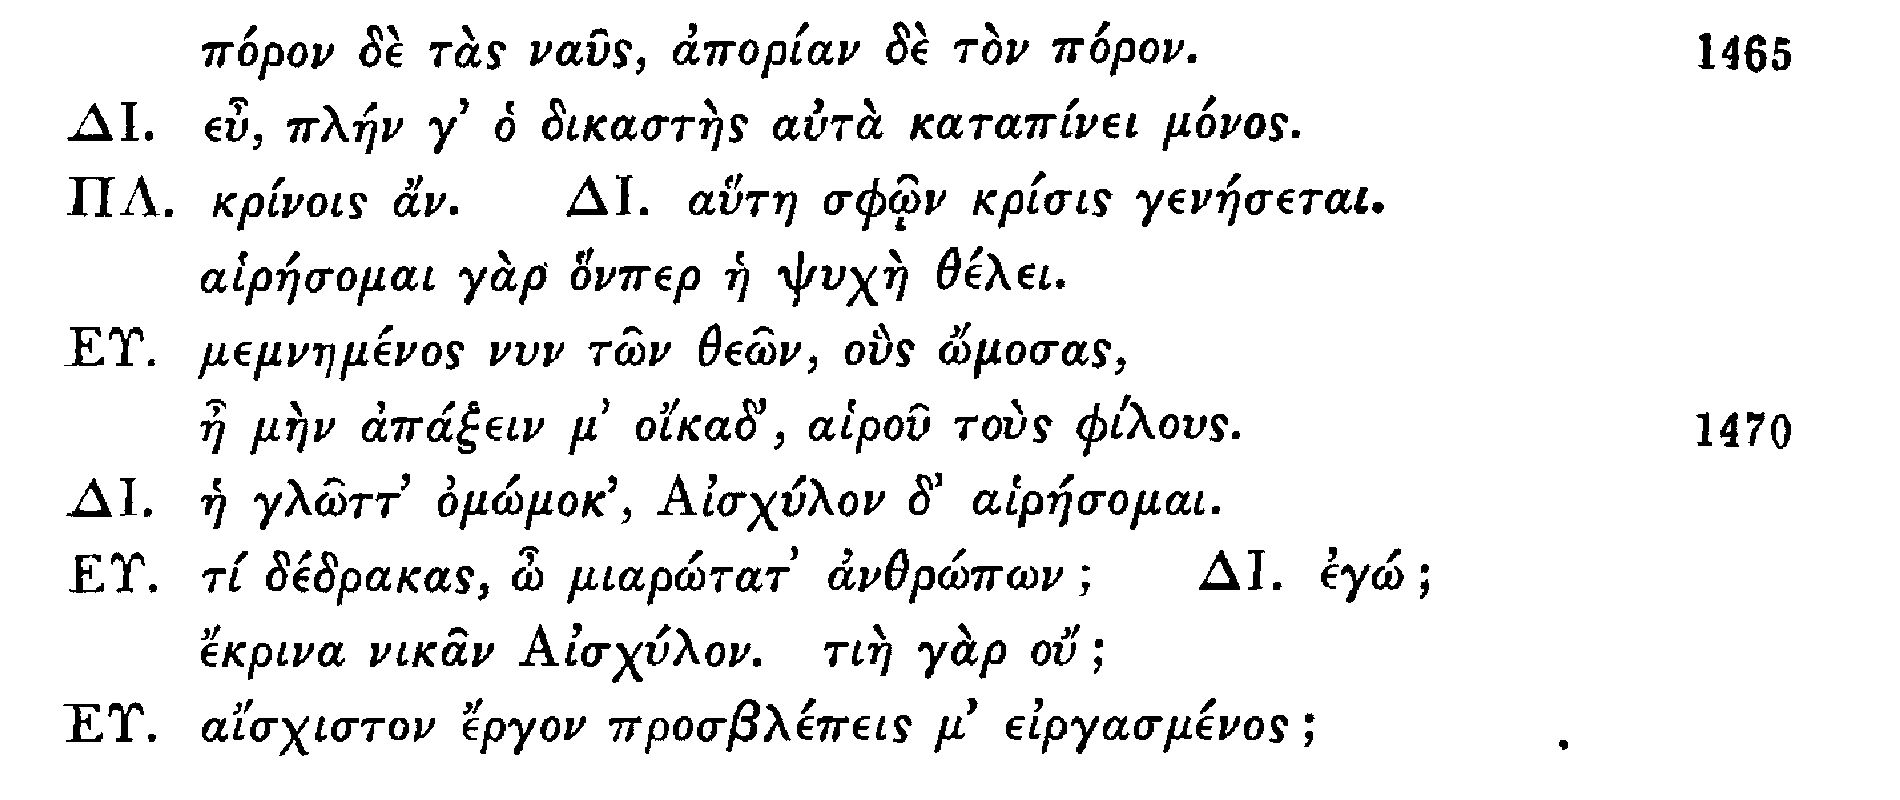 πόρον δὲ τὰς ναῦς, ἀπορίαν δὲ τὸν πόρον. 1465
ΔΙ. εὖ, πλήν γ’ ὁ δικαστὴς αὐτὰ καταπίνει μόνος.
ΠΛ. κρίνοις ἄν. ΔΙ. αὕτη σφῷν κρίσις γενήσεται.
αἱρήσομαι γὰρ ὅνπερ ἡ ψυχὴ θέλει.
ΕΥ. μεμνημένος νυν τῶν θεῶν, οὓς ὤμοσας,
ἦ μὴν ἀπάξειν μ’ οἴκαδ’, αἱροῦ τοὺς φίλους. 1470
ΔΙ. ἡ γλῶττ’ ὀμώμοκ’, Αἰσχύλον δ’ αἱρήσομαι.
ΕΥ. τί δέδρακας, ὦ μιαρώτατ’ ἀνθρώπων; ΔΙ. ἐγώ;
ἔκρινα νικᾶν Αἰσχύλον. τιὴ γὰρ οὔ;
ΕΥ. αἴσχιστον ἔργον προσβλέπεις μ’ εἰργασμένος;